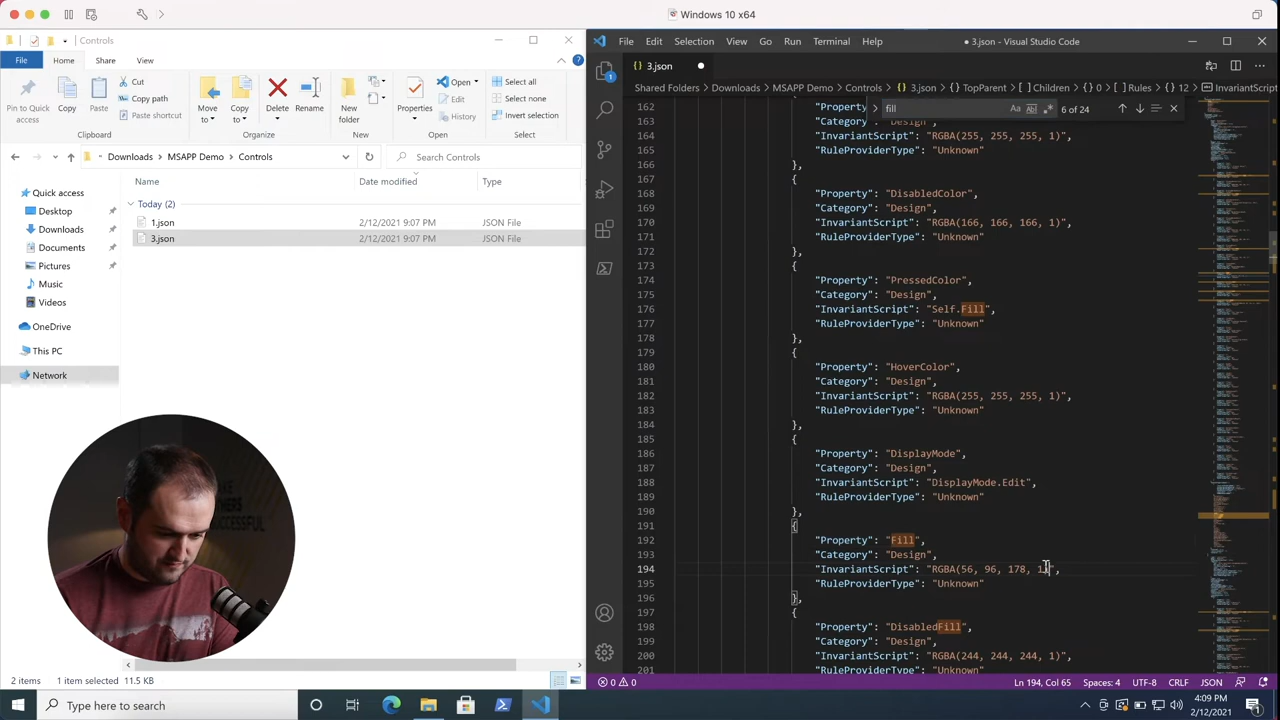 Windows 10 x64
Controls
File Home Share View
Pin to Quick access
Copy
Paste
Cut
Copy path
Paste shortcut
Clipboard
Move to
Copy to
Delete
Rename
Organize
New folder
New
Properties
Open
Edit
History
Open
Select all
Select none
Invert selection
Select
Downloads > MSAPP Demo > Controls
Search Controls
Name Date modified Type
Today (2)
1.json 2/12/2021 9:07 PM JSON File
3.json 2/12/2021 9:07 PM JSON File
Quick access
Desktop
Downloads
Documents
Pictures
Music
Videos
OneDrive
This PC
Network
2 items 1 item selected 11.5 KB
File Edit Selection View Go Run Terminal Help
● 3.json - Visual Studio Code
1
{} 3.json ●
Shared Folders > Downloads > MSAPP Demo > Controls > {} 3.json > {} TopParent > [ ] Children > {} 0 > [ ] Rules > {} 12 > InvariantScript
fill Aa 6 of 24
162 "Property":
"Category": "Design",
164 "InvariantScript": "RGBA(255, 255, 255, 1)",
165 "RuleProviderType": "Unknown"
166
167
168 "Property": "DisabledColor",
169 "Category": "Design",
170 "InvariantScript": "RGBA(166, 166, 166, 1)",
171 "RuleProviderType": "Unknown"
172 ,
173
174 "Property": "PressedColor",
175 "Category": "Design",
176 "InvariantScript": "Self.Fill",
177 "RuleProviderType": "Unknown"
178 ,
179
180 "Property": "HoverColor",
181 "Category": "Design",
182 "InvariantScript": "RGBA(255, 255, 255, 1)",
183 "RuleProviderType": "Unknown"
184 ,
185
186 "Property": "DisplayMode",
187 "Category": "Design",
188 "InvariantScript": "DisplayMode.Edit",
189 "RuleProviderType": "Unknown"
190 ,
191 {
192 "Property": "Fill",
193 "Category": "Design",
194 "InvariantScript": "RGBA(56, 96, 178, 1)",
195 "RuleProviderType": "Unknown"
196
197
198 "Property": "DisabledFill"
199 "Category": "Design",
200 "InvariantScript": "RGBA(244, 244, 244, 1)",
201 "RuleProviderType": "Unknown"
0 0
Ln 194, Col 65 Spaces: 4 UTF-8 CRLF JSON
Type here to search
4:09 PM
2/12/2021